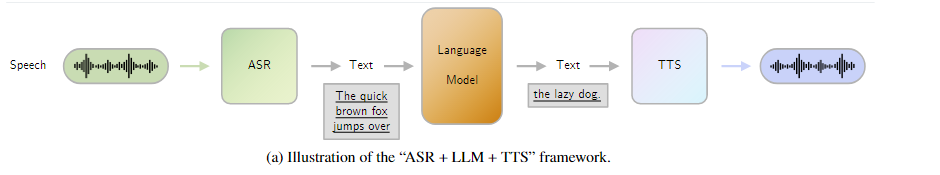 Speech
ASR
Text
The quick
brown fox
jumps over
Language
Model
Text
the lazy dog.
TTS
(a) Illustration of the “ASR + LLM + TTS” framework.